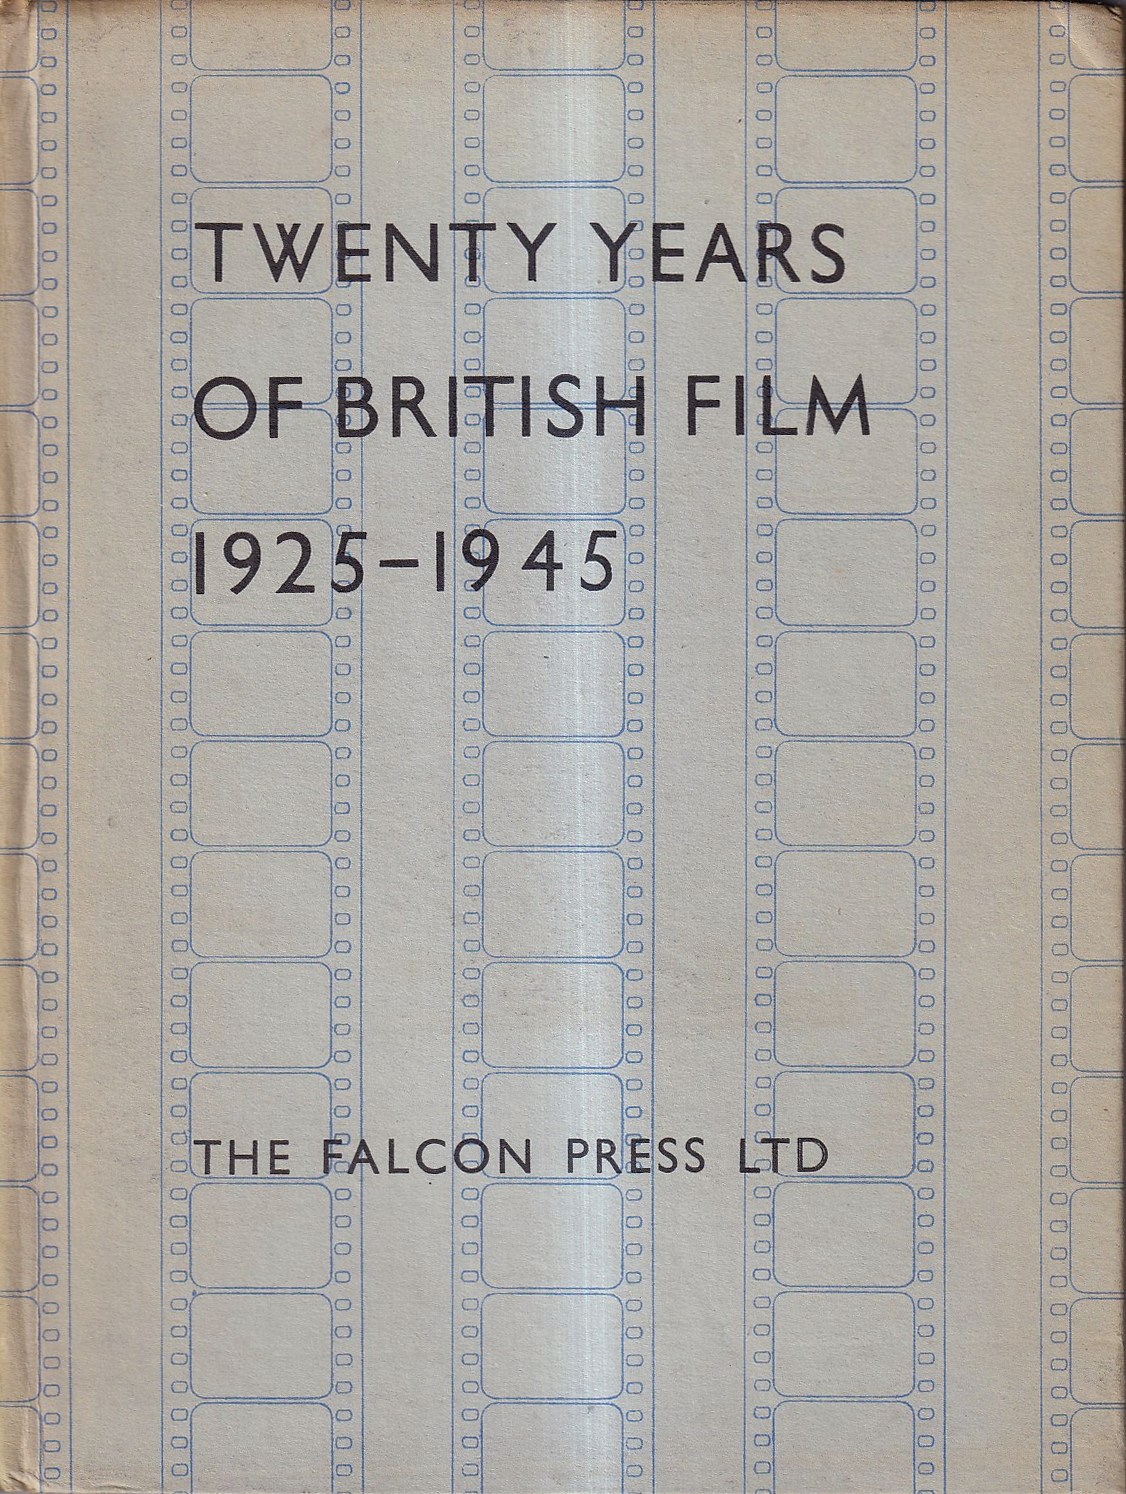 TWENTY YEARS
OF BRITISH FILM
1925–1945
THE FALCON PRESS LTD